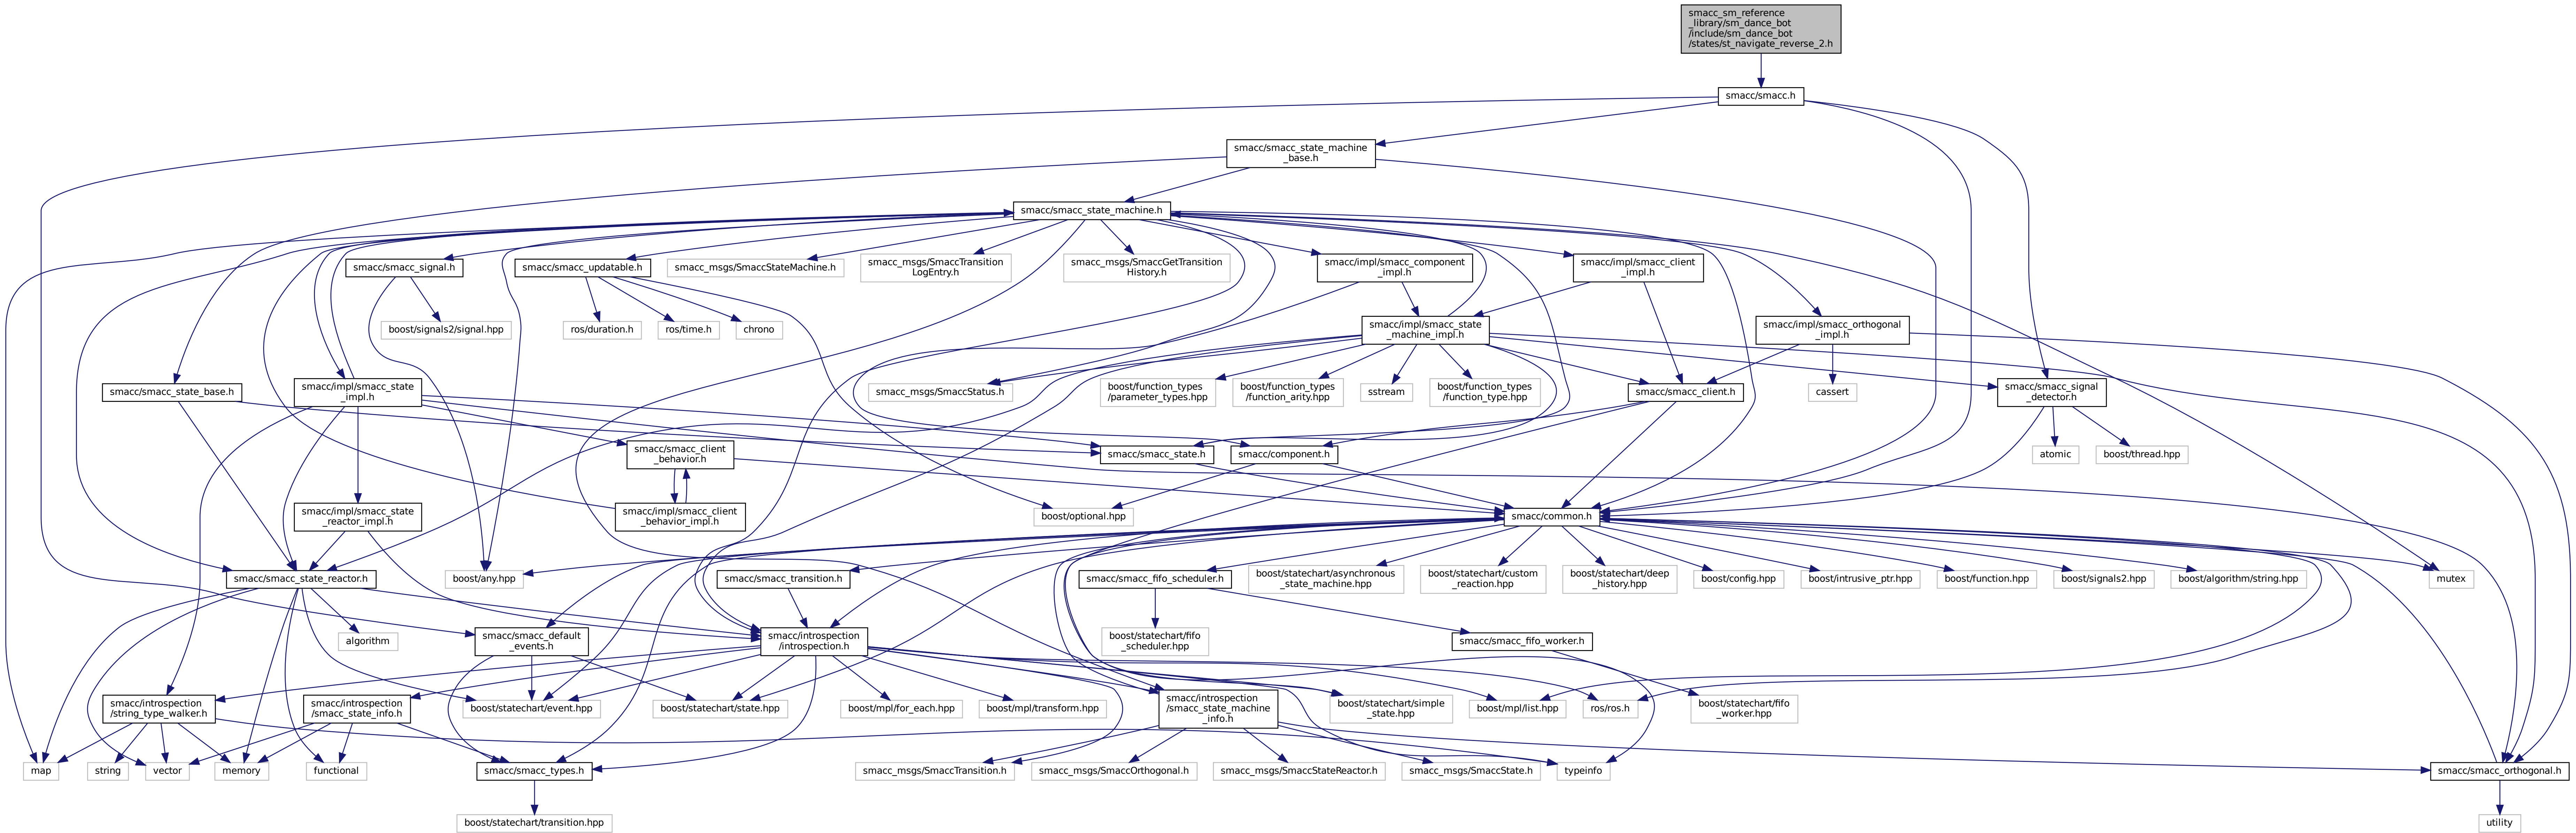 smacc_sm_reference
_library/sm_dance_bot
/include/sm_dance_bot
/states/st_navigate_reverse_2.h
smacc/smacc.h
smacc/smacc_state_machine
_base.h
smacc/smacc_state_machine.h
smacc/smacc_signal.h
smacc/smacc_updatable.h
smacc_msgs/SmaccStateMachine.h
smacc_msgs/SmaccTransition
LogEntry.h
smacc_msgs/SmaccGetTransition
History.h
smacc/impl/smacc_component
_impl.h
smacc/impl/smacc_client
_impl.h
boost/signals2/signal.hpp
ros/duration.h
ros/time.h
chrono
smacc/impl/smacc_state
_machine_impl.h
smacc/impl/smacc_orthogonal
_impl.h
smacc/smacc_state_base.h
smacc/impl/smacc_state
_impl.h
smacc_msgs/SmaccStatus.h
boost/function_types
/parameter_types.hpp
boost/function_types
/function_arity.hpp
sstream
boost/function_types
/function_type.hpp
smacc/smacc_client.h
cassert
smacc/smacc_signal
_detector.h
smacc/smacc_client
_behavior.h
smacc/smacc_state.h
smacc/component.h
atomic
boost/thread.hpp
smacc/impl/smacc_state
_reactor_impl.h
smacc/impl/smacc_client
_behavior_impl.h
boost/optional.hpp
smacc/common.h
smacc/smacc_state_reactor.h
boost/any.hpp
smacc/smacc_transition.h
smacc/smacc_fifo_scheduler.h
boost/statechart/asynchronous
_state_machine.hpp
boost/statechart/custom
_reaction.hpp
boost/statechart/deep
_history.hpp
boost/config.hpp
boost/intrusive_ptr.hpp
boost/function.hpp
boost/signals2.hpp
boost/algorithm/string.hpp
mutex
algorithm
smacc/smacc_default
_events.h
smacc/introspection
/introspection.h
boost/statechart/fifo
_scheduler.hpp
smacc/smacc_fifo_worker.h
smacc/introspection
/string_type_walker.h
smacc/introspection
/smacc_state_info.h
boost/statechart/event.hpp
boost/statechart/state.hpp
boost/mpl/for_each.hpp
boost/mpl/transform.hpp
smacc/introspection
/smacc_state_machine
_info.h
boost/statechart/simple
_state.hpp
boost/mpl/list.hpp
ros/ros.h
boost/statechart/fifo
_worker.hpp
map
string
vector
memory
functional
smacc/smacc_types.h
smacc_msgs/SmaccTransition.h
smacc_msgs/SmaccOrthogonal.h
smacc_msgs/SmaccStateReactor.h
smacc_msgs/SmaccState.h
typeinfo
smacc/smacc_orthogonal.h
boost/statechart/transition.hpp
utility